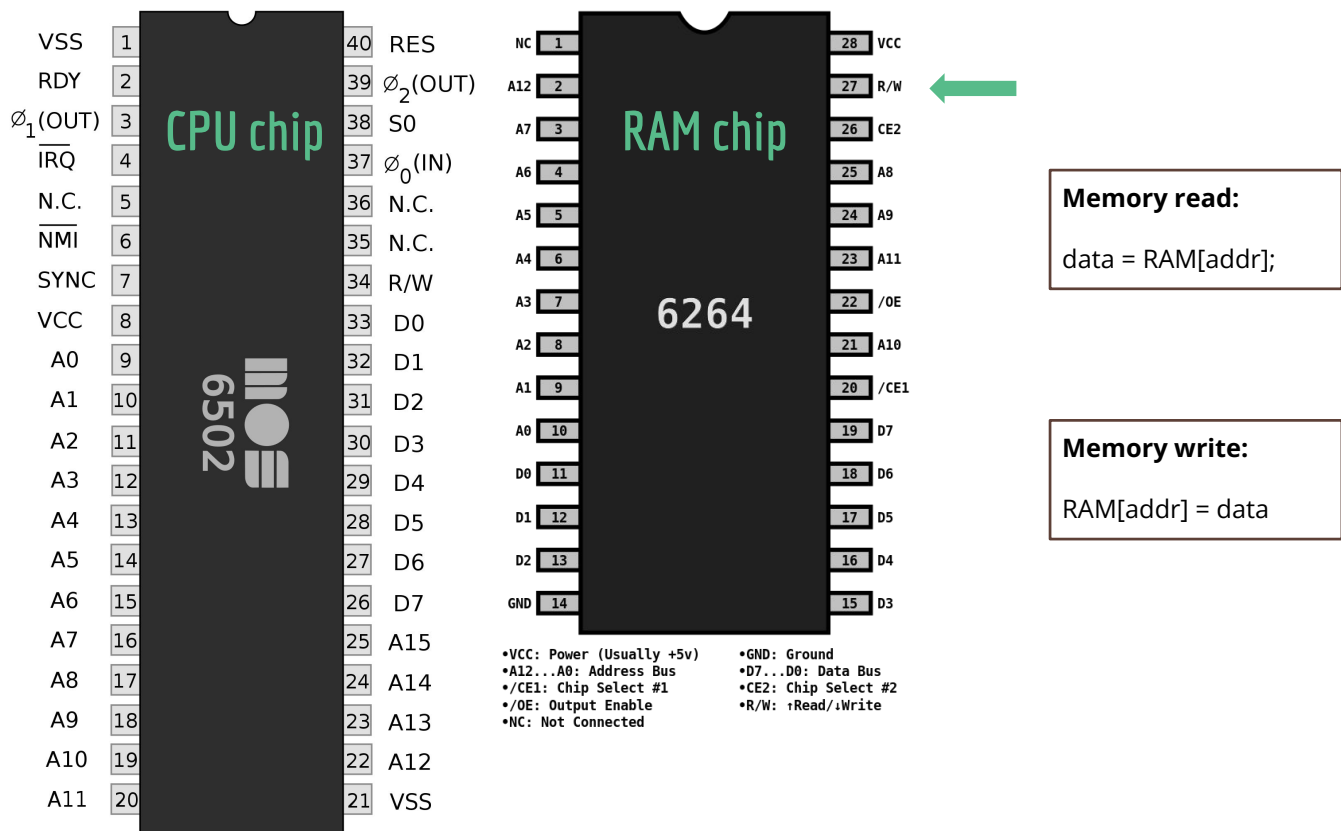 CPU chip
VSS 1
RDY 2
Ø1(OUT) 3
IRQ 4
N.C. 5
NMI 6
SYNC 7
VCC 8
A0 9
A1 10
A2 11
A3 12
A4 13
A5 14
A6 15
A7 16
A8 17
A9 18
A10 19
A11 20
40 RES
39 Ø2(OUT)
38 S0
37 Ø0(IN)
36 N.C.
35 N.C.
34 R/W
33 D0
32 D1
31 D2
30 D3
29 D4
28 D5
27 D6
26 D7
25 A15
24 A14
23 A13
22 A12
21 VSS
mos
6502
RAM chip
6264
NC 1
A12 2
A7 3
A6 4
A5 5
A4 6
A3 7
A2 8
A1 9
A0 10
D0 11
D1 12
D2 13
GND 14
28 VCC
27 R/W
26 CE2
25 A8
24 A9
23 A11
22 /OE
21 A10
20 /CE1
19 D7
18 D6
17 D5
16 D4
15 D3
•VCC: Power (Usually +5v)
•A12...A0: Address Bus
•/CE1: Chip Select #1
•/OE: Output Enable
•NC: Not Connected
•GND: Ground
•D7...D0: Data Bus
•CE2: Chip Select #2
•R/W: ↑Read/↓Write
Memory read:
data = RAM[addr];
Memory write:
RAM[addr] = data